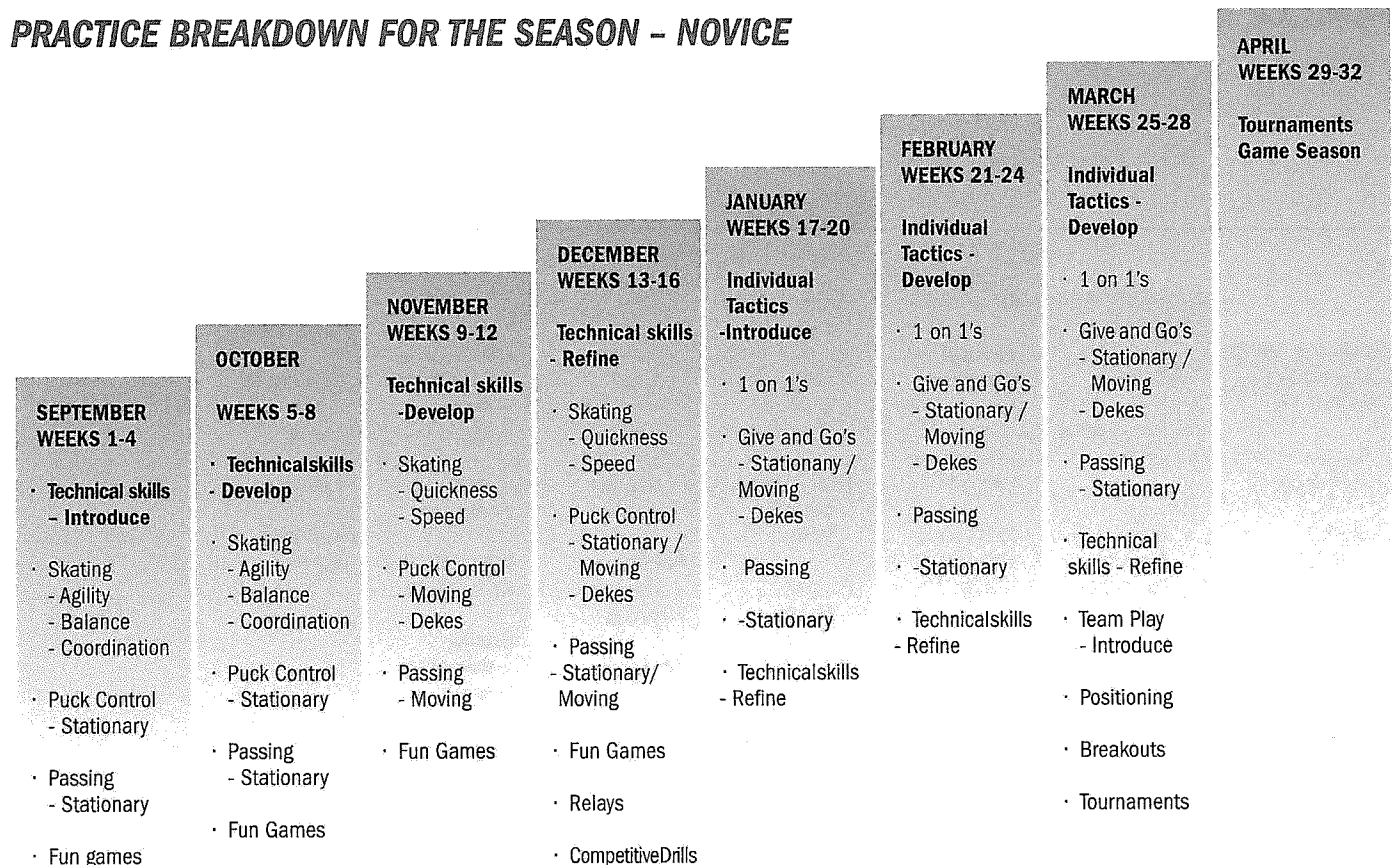 PRACTICE BREAKDOWN FOR THE SEASON – NOVICE
SEPTEMBER
WEEKS 1-4
· Technical skills
– Introduce
· Skating
- Agility
- Balance
- Coordination
· Puck Control
- Stationary
· Passing
- Stationary
· Fun games
OCTOBER
WEEKS 5-8
· Technicalskills
- Develop
· Skating
- Agility
- Balance
- Coordination
· Puck Control
- Stationary
· Passing
- Stationary
· Fun Games
NOVEMBER
WEEKS 9-12
Technical skills
-Develop
· Skating
- Quickness
- Speed
· Puck Control
- Moving
- Dekes
· Passing
- Moving
· Fun Games
DECEMBER
WEEKS 13-16
Technical skills
- Refine
· Skating
- Quickness
- Speed
· Puck Control
- Stationary /
Moving
- Dekes
· Passing
- Stationary/
Moving
· Fun Games
· Relays
· CompetitiveDrills
JANUARY
WEEKS 17-20
Individual
Tactics
-Introduce
· 1 on 1's
· Give and Go's
- Stationany /
Moving
- Dekes
· Passing
· -Stationary
· Technicalskills
- Refine
FEBRUARY
WEEKS 21-24
Individual
Tactics -
Develop
· 1 on 1's
· Give and Go's
- Stationary /
Moving
- Dekes
· Passing
· -Stationary
· Technicalskills
- Refine
MARCH
WEEKS 25-28
Individual
Tactics -
Develop
· 1 on 1's
· Give and Go's
- Stationary /
Moving
- Dekes
· Passing
- Stationary
· Technical
skills - Refine
· Team Play
- Introduce
· Positioning
· Breakouts
· Tournaments
APRIL
WEEKS 29-32
Tournaments
Game Season